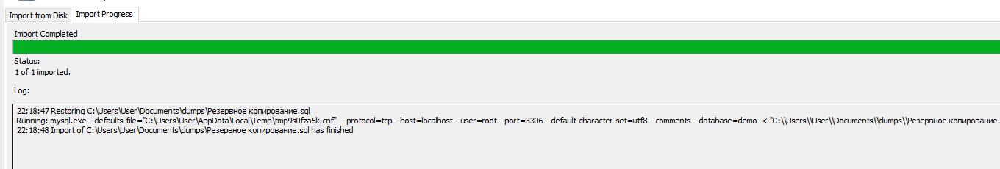 Import from Disk
Import Progress
Import Completed
Status:
1 of 1 imported.
Log:
22:18:47 Restoring C:\Users\User\Documents\dumps\Резервное копирование.sql
Running: mysql.exe --defaults-file="C:\Users\User\AppData\Local\Temp\tmp9s0fza5k.cnf"  --protocol=tcp --host=localhost --user=root --port=3306 --default-character-set=utf8 --comments --database=demo  < "C:\\Users\\User\\Documents\\dumps\\Резервное копирование.
22:18:48 Import of C:\Users\User\Documents\dumps\Резервное копирование.sql has finished